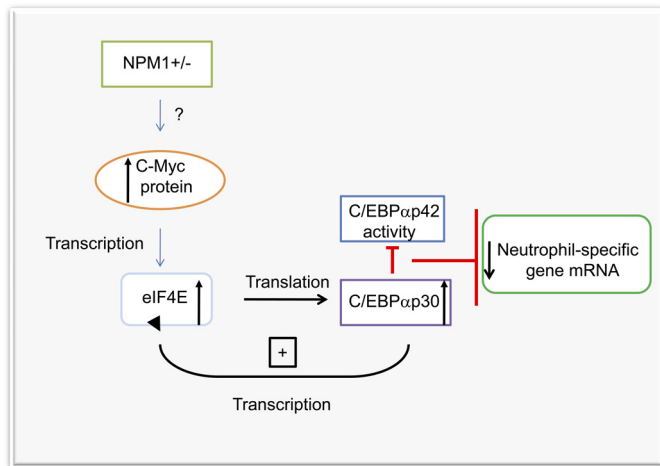 NPM1+/-
?
C-Myc
protein
Transcription
eIF4E
Translation
C/EBPαp42
activity
C/EBPαp30
Neutrophil-specific
gene mRNA
+
Transcription